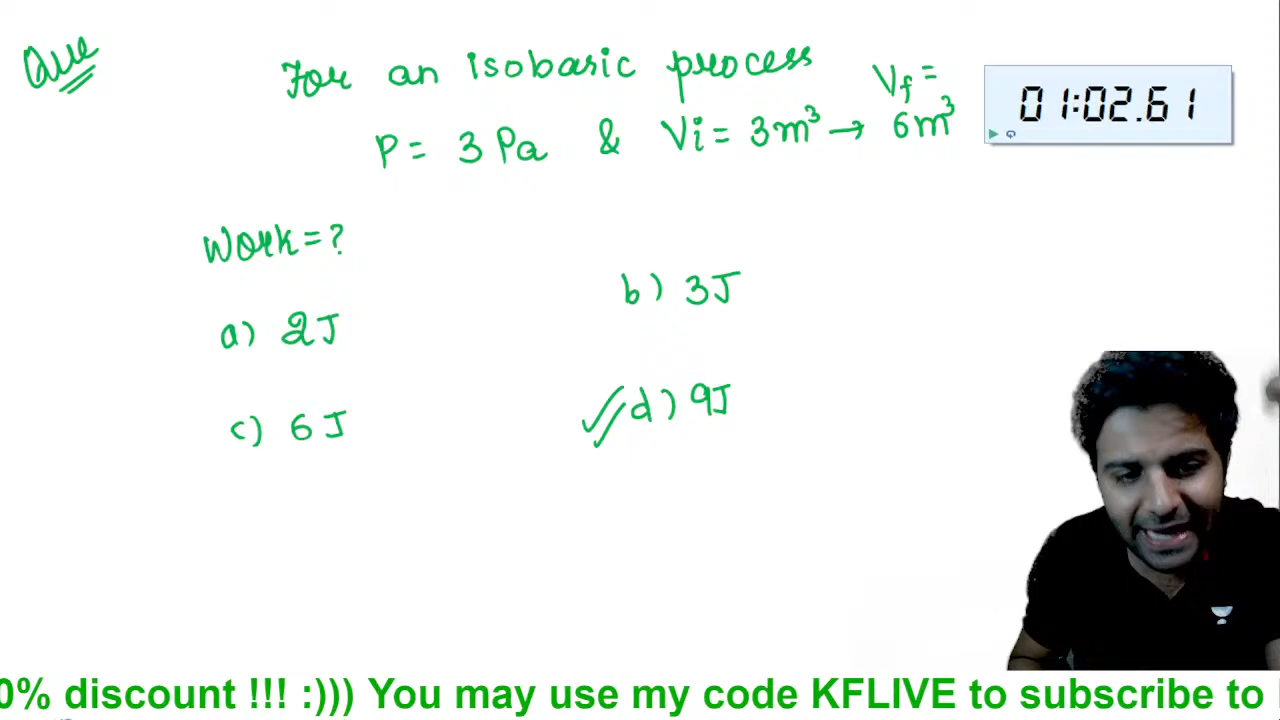 Que
For an isobaric process
Vf =
P = 3 Pa & Vi = 3m³ → 6m³
01:02.61
Work = ?
a) 2J
b) 3J
c) 6J
d) 9J
0% discount !!! :))) You may use my code KFLIVE to subscribe to